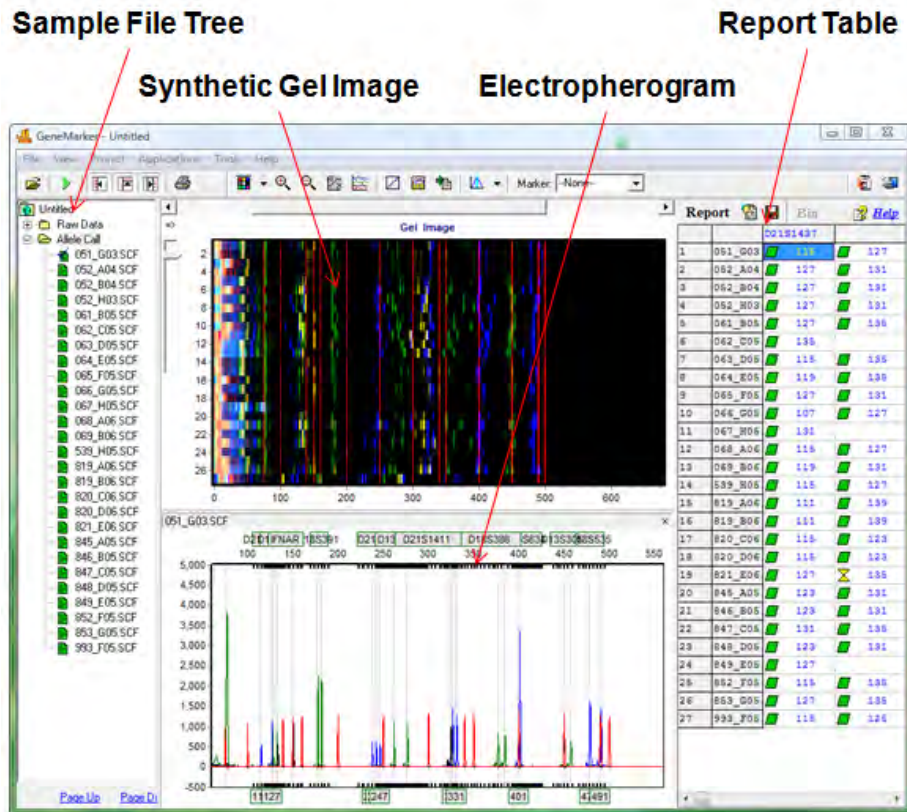 Sample File Tree
Report Table
Synthetic Gel Image
Electropherogram
GeneMarker - Untitled
File View Project Applications Tools Help
Marker: -None-
Untitled
Raw Data
Allele Call
051_G03.SCF
052_A04.SCF
052_B04.SCF
052_H03.SCF
061_B05.SCF
062_C05.SCF
063_D05.SCF
064_E05.SCF
065_F05.SCF
066_G05.SCF
067_H05.SCF
068_A06.SCF
069_B06.SCF
539_H05.SCF
819_A06.SCF
819_B06.SCF
820_C06.SCF
820_D06.SCF
821_E06.SCF
845_A05.SCF
846_B05.SCF
847_C05.SCF
848_D05.SCF
849_E05.SCF
852_F05.SCF
853_G05.SCF
993_F05.SCF
Page Up
Gel Image
2
4
6
8
10
12
14
16
18
20
22
24
26
0 100 200 300 400 500 600
051_G03.SCF
D21S1411
100 150 200 250 300 350 400 450 500 550
5,000
4,500
4,000
3,500
3,000
2,500
2,000
1,500
1,000
500
0
-500
247 331 401 491
Report Bin Help
D21S1437
1 051_G03 135 127
2 052_A04 127 131
3 052_B04 127 131
4 052_H03 127 131
5 061_B05 127 135
6 062_C05 135
7 063_D05 115 135
8 064_E05 119 135
9 065_F05 127 131
10 066_G05 107 127
11 067_H05 131
12 068_A06 115 127
13 069_B06 119 131
14 539_H05 115 127
15 819_A06 111 139
16 819_B06 111 139
17 820_C06 115 123
18 820_D06 115 123
19 821_E06 127 135
20 845_A05 123 131
21 846_B05 123 131
22 847_C05 131 135
23 848_D05 123 131
24 849_E05 127
25 852_F05 115 135
26 853_G05 127 135
27 993_F05